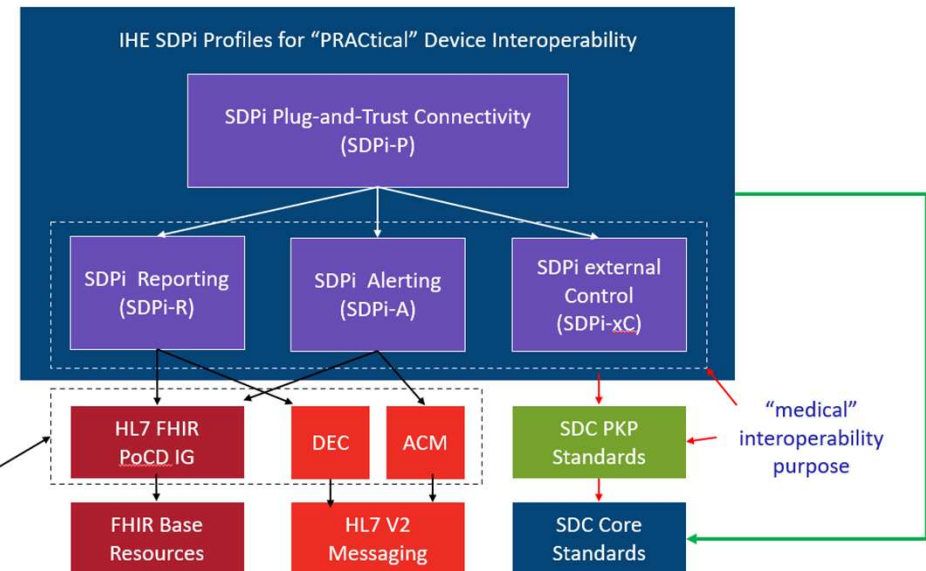 IHE SDPi Profiles for “PRACtical” Device Interoperability
SDPi Plug-and-Trust Connectivity
(SDPi-P)
SDPi Reporting
(SDPi-R)
SDPi Alerting
(SDPi-A)
SDPi external
Control
(SDPi-xC)
HL7 FHIR
PoCD IG
DEC
ACM
SDC PKP
Standards
“medical”
interoperability
purpose
FHIR Base
Resources
HL7 V2
Messaging
SDC Core
Standards